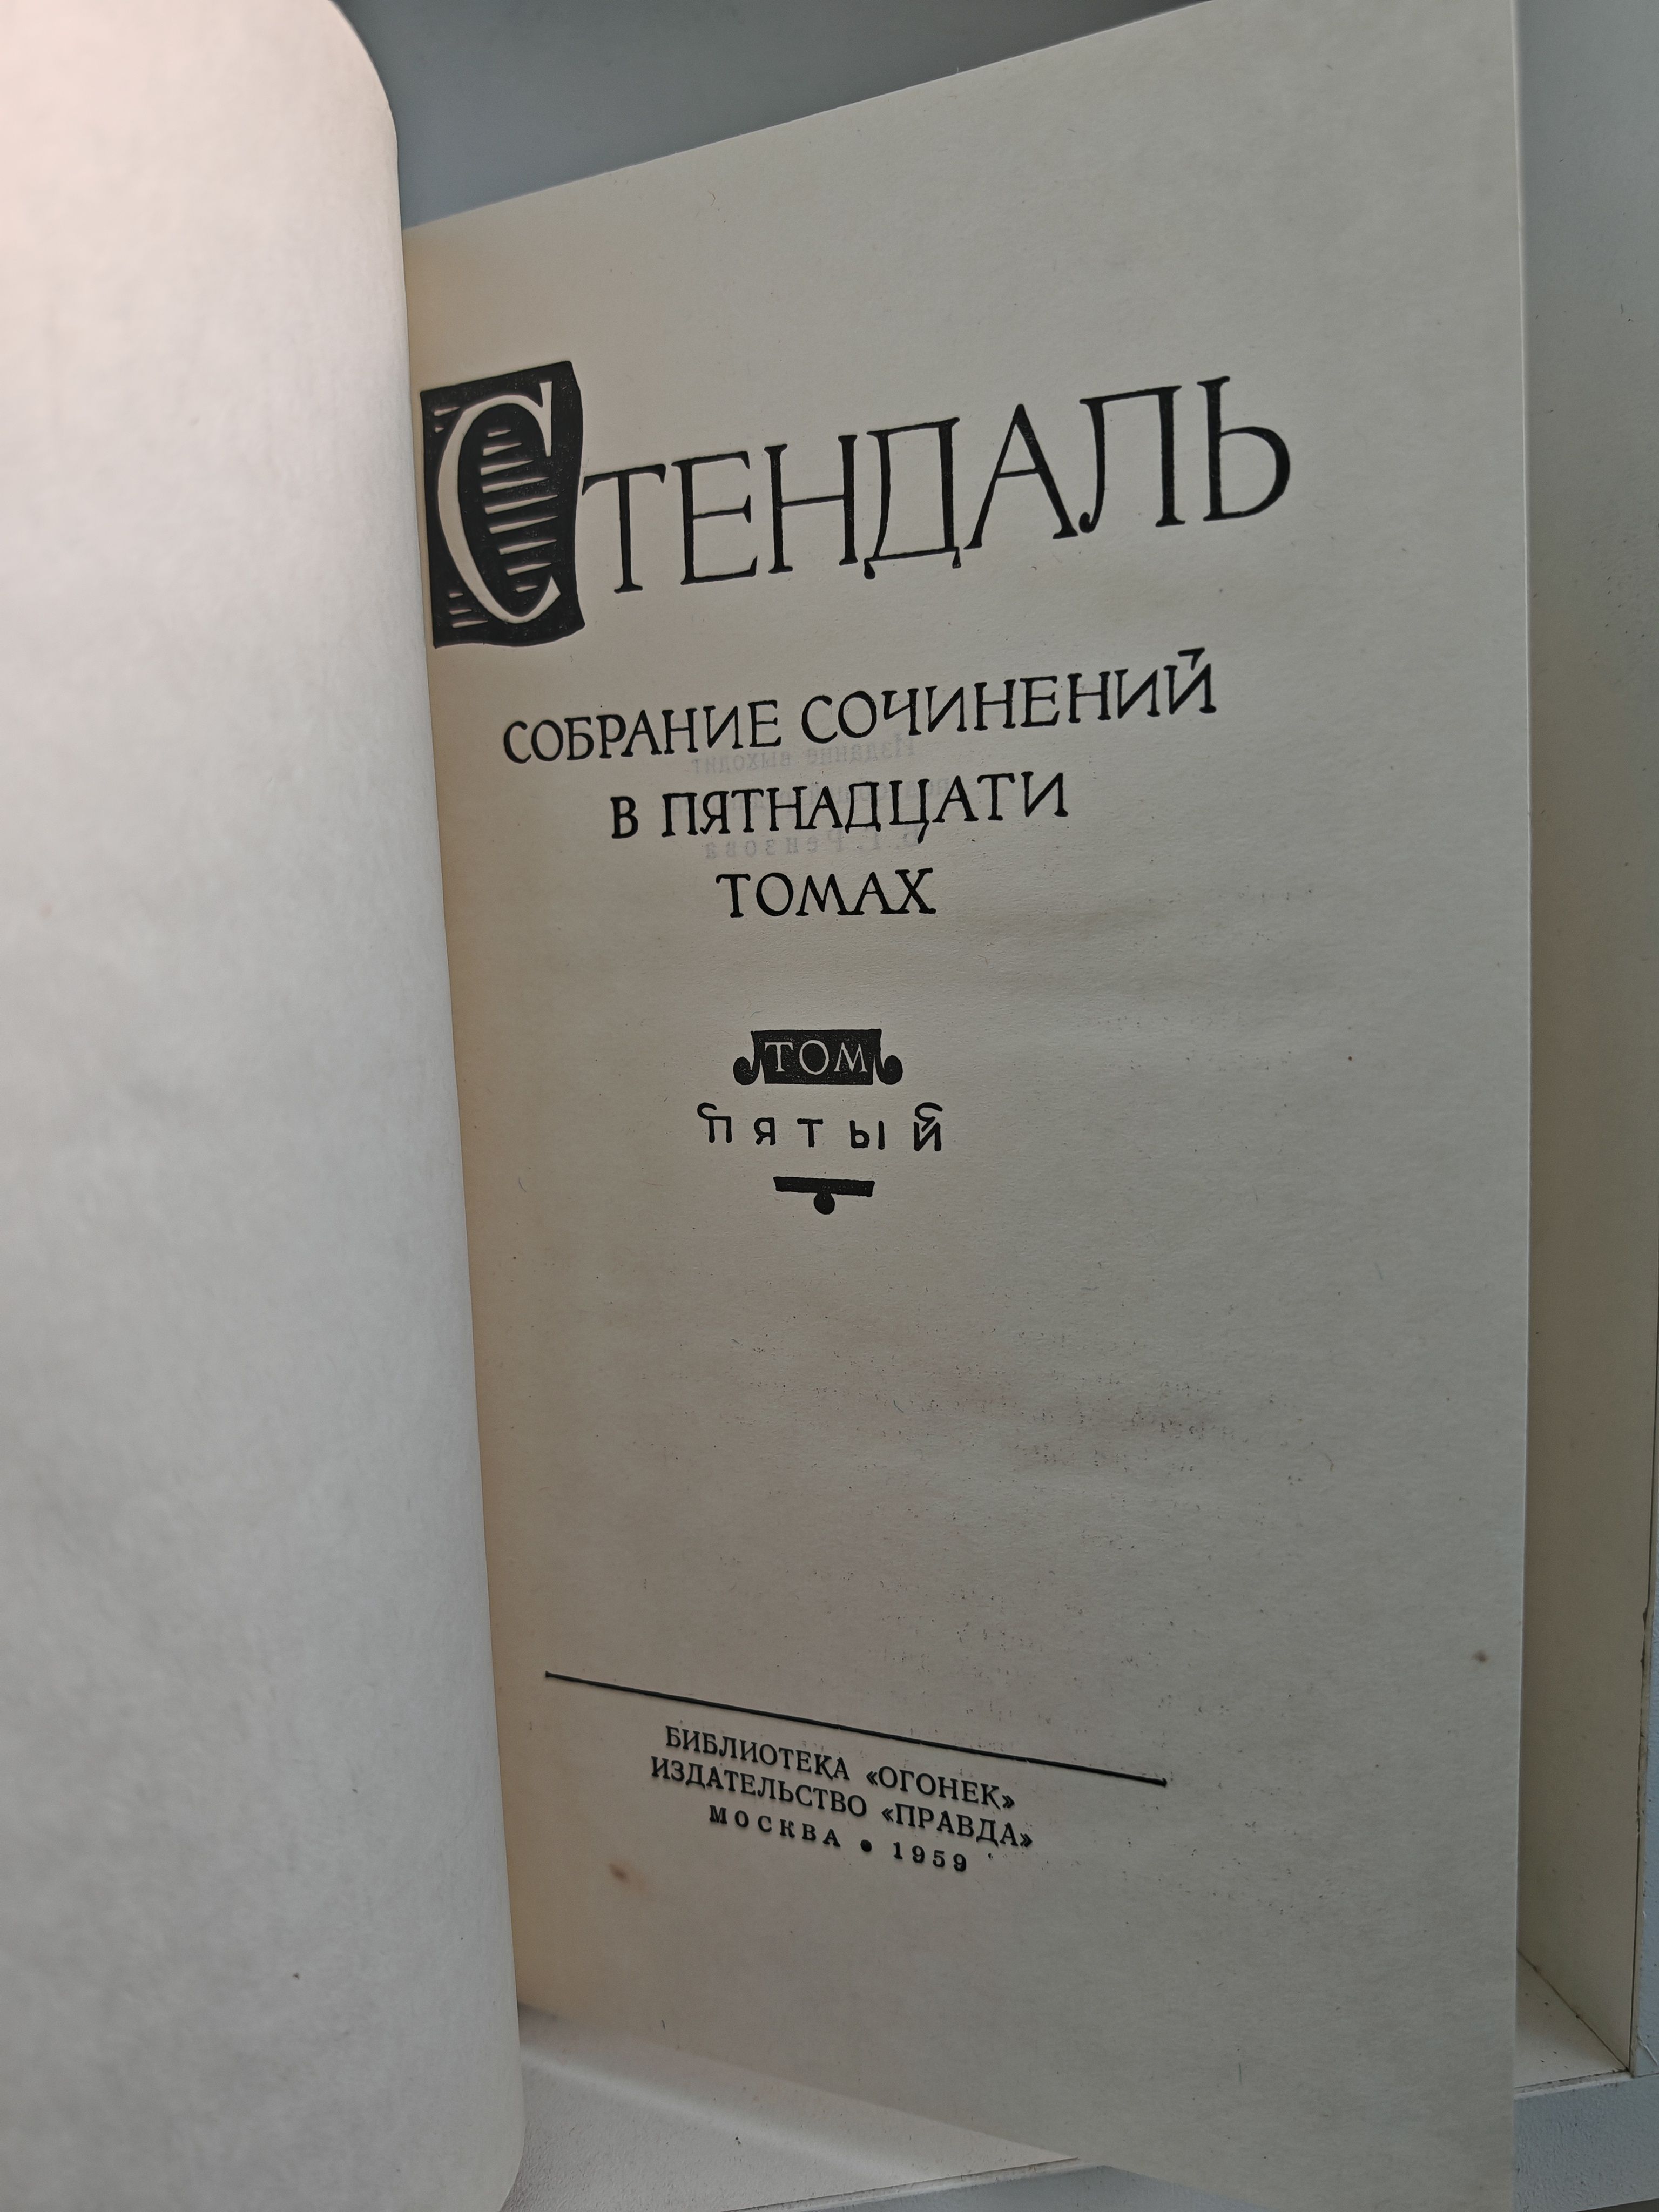 СТЕНДАЛЬ
СОБРАНИЕ СОЧИНЕНИЙ
В ПЯТНАДЦАТИ
ТОМАХ
ТОМ
ПЯТЫЙ
БИБЛИОТЕКА «ОГОНЕК»
ИЗДАТЕЛЬСТВО «ПРАВДА»
МОСКВА • 1959